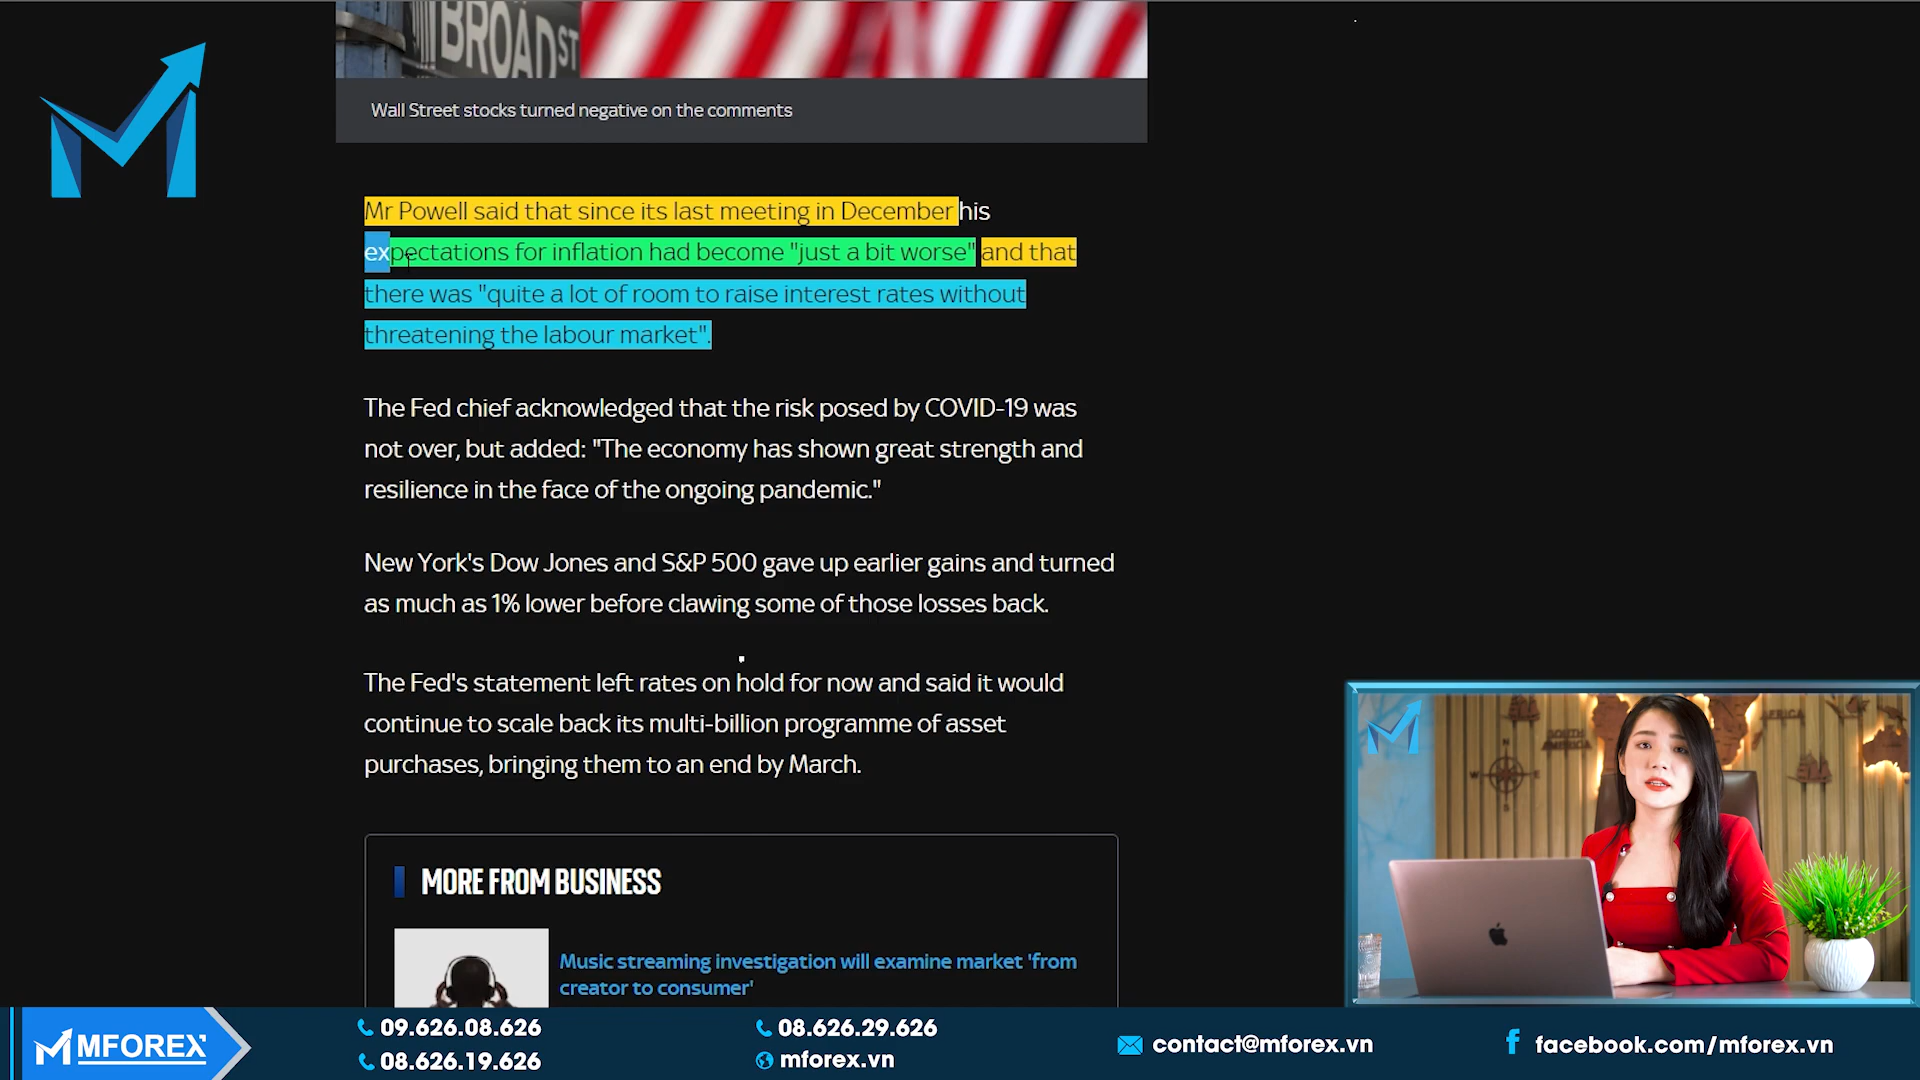 BROAD ST
Wall Street stocks turned negative on the comments
Mr Powell said that since its last meeting in December his
expectations for inflation had become "just a bit worse" and that
there was "quite a lot of room to raise interest rates without
threatening the labour market".
The Fed chief acknowledged that the risk posed by COVID-19 was
not over, but added: "The economy has shown great strength and
resilience in the face of the ongoing pandemic."
New York's Dow Jones and S&P 500 gave up earlier gains and turned
as much as 1% lower before clawing some of those losses back.
The Fed's statement left rates on hold for now and said it would
continue to scale back its multi-billion programme of asset
purchases, bringing them to an end by March.
MORE FROM BUSINESS
Music streaming investigation will examine market 'from
creator to consumer'
SOUTH
AMERICA
AFRICA
N
W
E
MFOREX
09.626.08.626
08.626.19.626
08.626.29.626
mforex.vn
contact@mforex.vn
facebook.com/mforex.vn